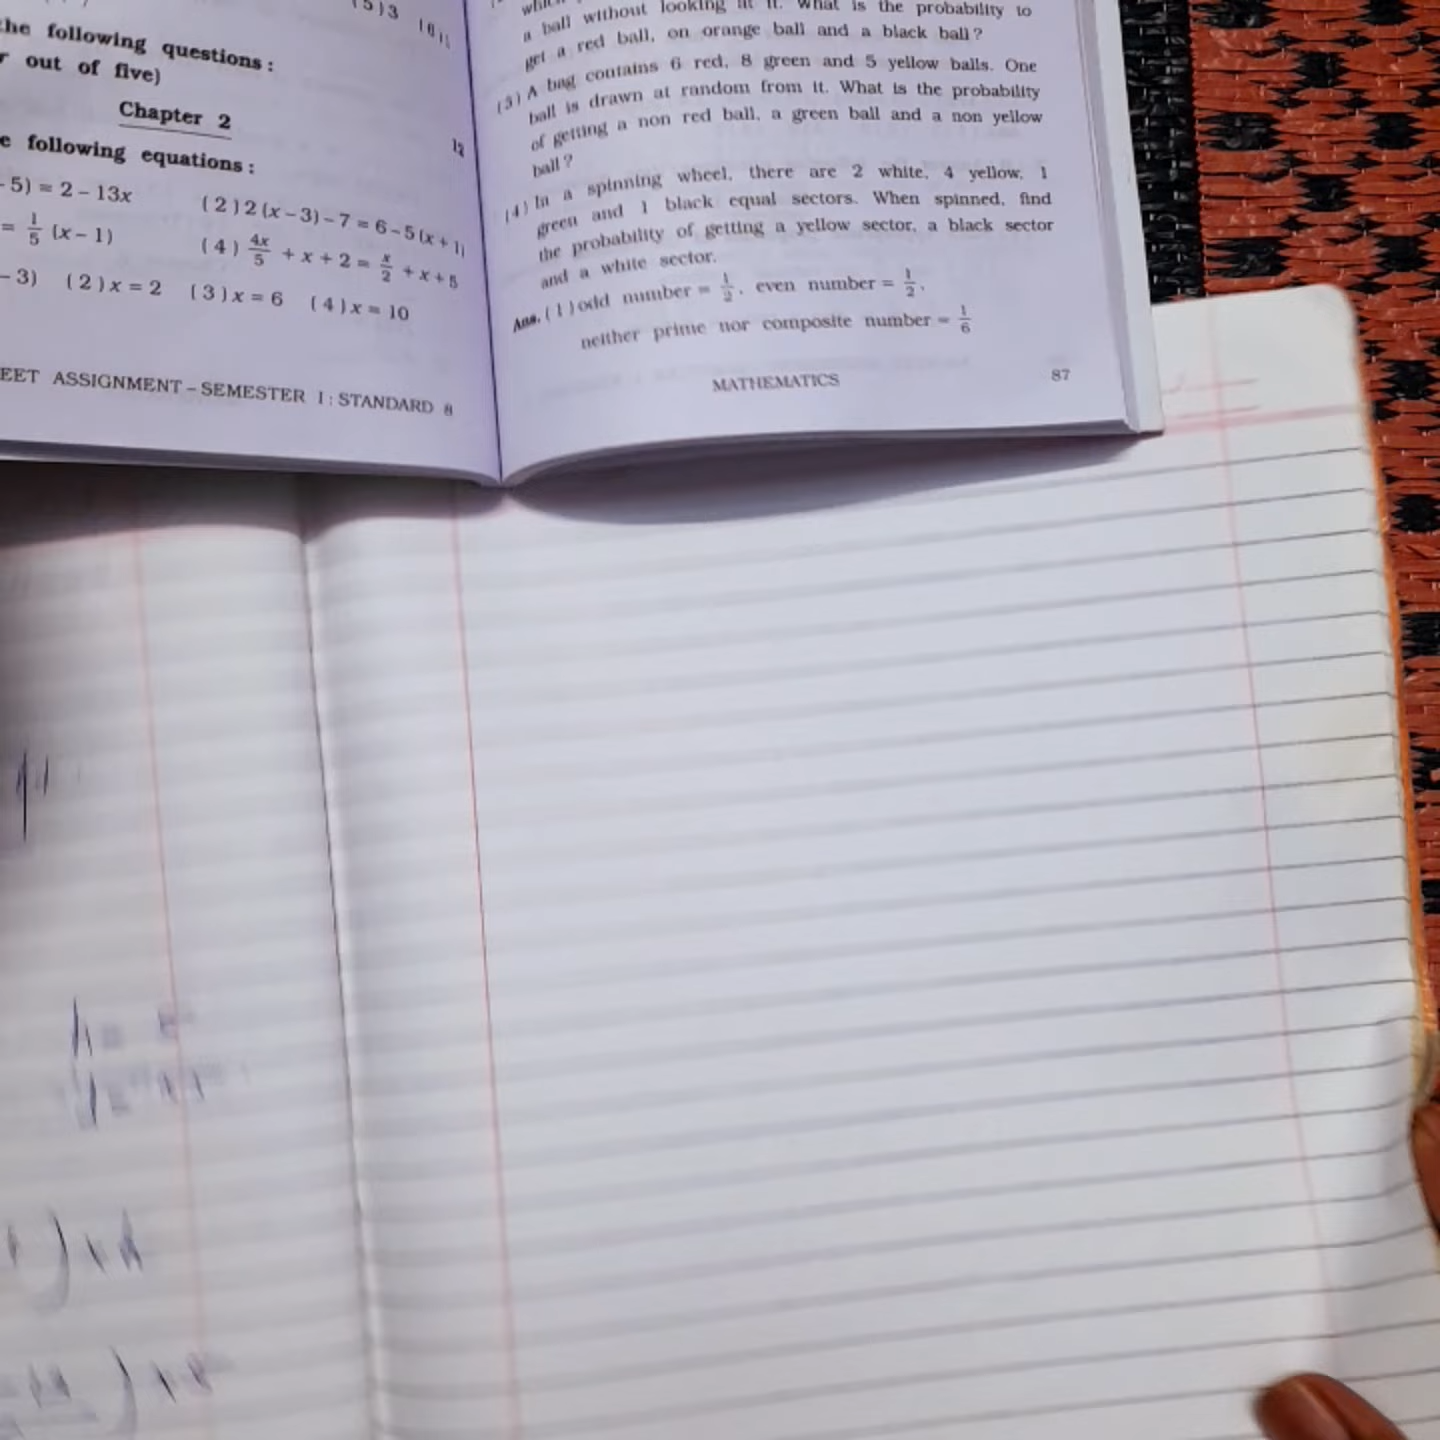 (5) 3
the following questions :
out of five)
Chapter 2
following equations :
– 5) = 2 – 13x (2) 2(x – 3) – 7 = 6 – 5(x + 1)
= 1/5 (x – 1) (4) 4x/5 + x + 2 = x/2 + x + 5
– 3) (2) x = 2 (3) x = 6 (4) x = 10
ASSIGNMENT – SEMESTER I : STANDARD 8
a ball without looking at it. What is the probability to
get a red ball, on orange ball and a black ball?
(3) A bag contains 6 red, 8 green and 5 yellow balls. One
ball is drawn at random from it. What is the probability
of getting a non red ball, a green ball and a non yellow
ball?
(4) In a spinning wheel, there are 2 white, 4 yellow, 1
green and 1 black equal sectors. When spinned, find
the probability of getting a yellow sector, a black sector
and a white sector.
Ans. (1) odd number = 1/2, even number = 1/2,
neither prime nor composite number = 1/6
MATHEMATICS 87